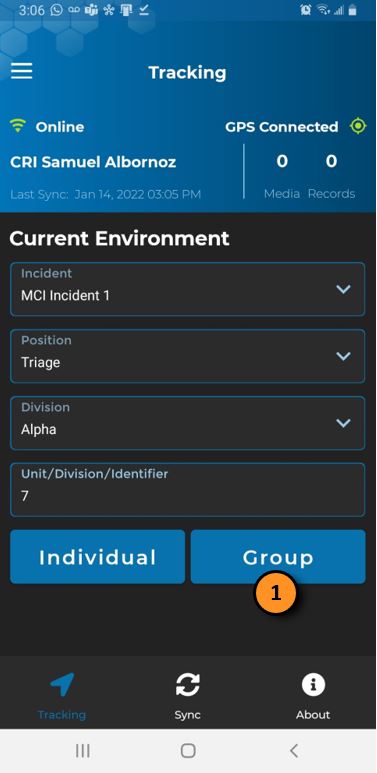 3:06
Tracking
Online
GPS Connected
CRI Samuel Albornoz
0 0
Last Sync: Jan 14, 2022 03:05 PM
Media Records
Current Environment
Incident
MCI Incident 1
Position
Triage
Division
Alpha
Unit/Division/Identifier
7
Individual
Group
1
Tracking
Sync
About